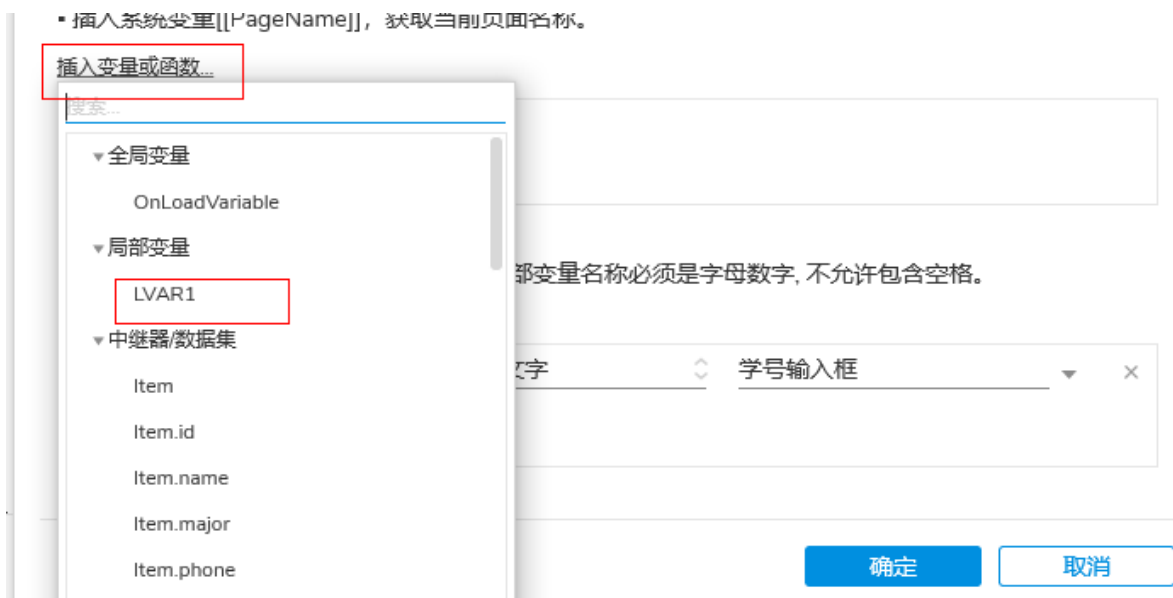 ▪ 插入系统变量[[PageName]]，获取当前页面名称。
插入变量或函数...
搜索...
全局变量
OnLoadVariable
局部变量
部变量名称必须是字母数字, 不允许包含空格。
LVAR1
中继器/数据集
文字 学号输入框
Item
Item.id
Item.name
Item.major
Item.phone
确定 取消